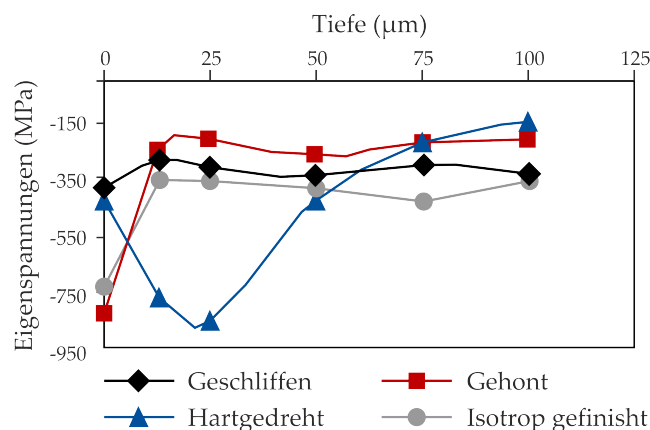 Tiefe (µm)
0 25 50 75 100 125
Eigenspannungen (MPa)
-150
-350
-550
-750
-950
Geschliffen Gehont
Hartgedreht Isotrop gefinisht